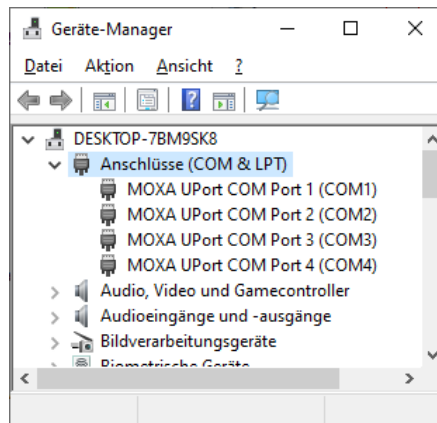 Geräte-Manager
Datei Aktion Ansicht ?
DESKTOP-7BM9SK8
Anschlüsse (COM & LPT)
MOXA UPort COM Port 1 (COM1)
MOXA UPort COM Port 2 (COM2)
MOXA UPort COM Port 3 (COM3)
MOXA UPort COM Port 4 (COM4)
Audio, Video und Gamecontroller
Audioeingänge und -ausgänge
Bildverarbeitungsgeräte
Biometrische Geräte